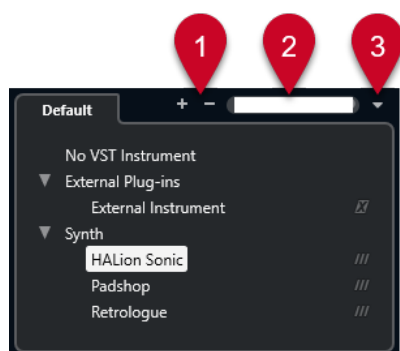 1 2 3
Default + −
No VST Instrument
External Plug-ins
External Instrument
Synth
HALion Sonic
Padshop
Retrologue